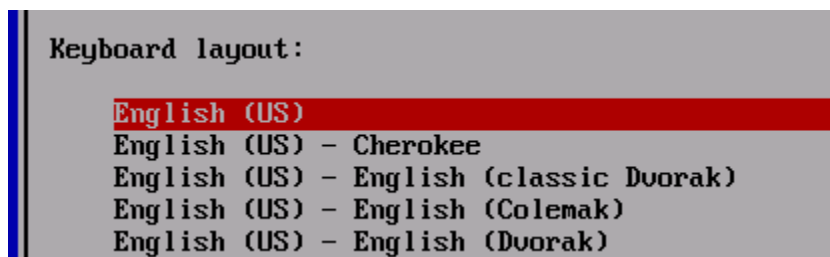 Keyboard layout:
English (US)
English (US) - Cherokee
English (US) - English (classic Dvorak)
English (US) - English (Colemak)
English (US) - English (Dvorak)